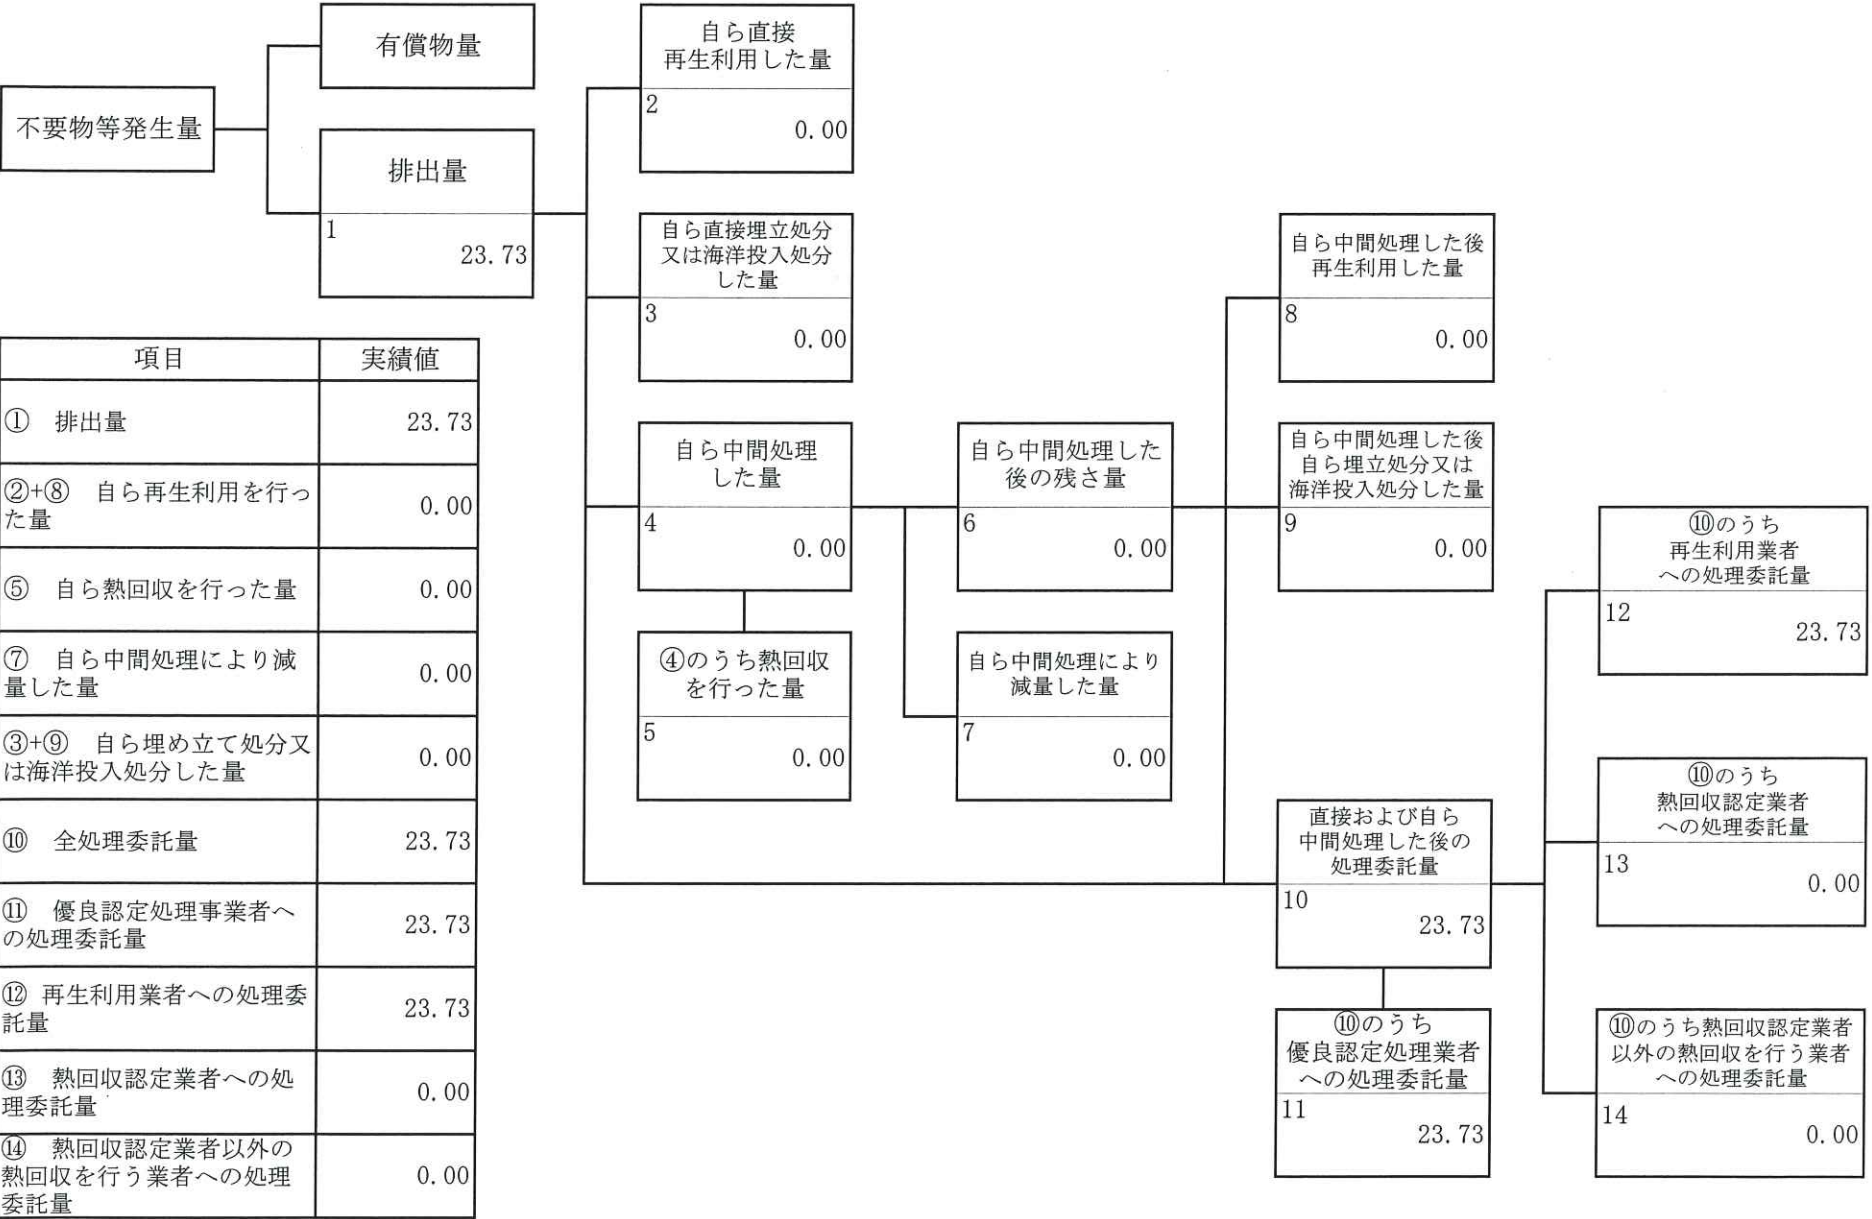 不要物等発生量
有償物量
排出量
1
23.73
自ら直接
再生利用した量
2
0.00
自ら直接埋立処分
又は海洋投入処分
した量
3
0.00
自ら中間処理
した量
4
0.00
④のうち熱回収
を行った量
5
0.00
自ら中間処理した
後の残さ量
6
0.00
自ら中間処理により
減量した量
7
0.00
自ら中間処理した後
再生利用した量
8
0.00
自ら中間処理した後
自ら埋立処分又は
海洋投入処分した量
9
0.00
直接および自ら
中間処理した後の
処理委託量
10
23.73
⑩のうち
優良認定処理業者
への処理委託量
11
23.73
⑩のうち
再生利用業者
への処理委託量
12
23.73
⑩のうち
熱回収認定業者
への処理委託量
13
0.00
⑩のうち熱回収認定業者
以外の熱回収を行う業者
への処理委託量
14
0.00
項目 実績値
① 排出量 23.73
②+⑧ 自ら再生利用を行っ
た量 0.00
⑤ 自ら熱回収を行った量 0.00
⑦ 自ら中間処理により減
量した量 0.00
③+⑨ 自ら埋め立て処分又
は海洋投入処分した量 0.00
⑩ 全処理委託量 23.73
⑪ 優良認定処理事業者へ
の処理委託量 23.73
⑫ 再生利用業者への処理委
託量 23.73
⑬ 熱回収認定業者への処
理委託量 0.00
⑭ 熱回収認定業者以外の
熱回収を行う業者への処理
委託量 0.00